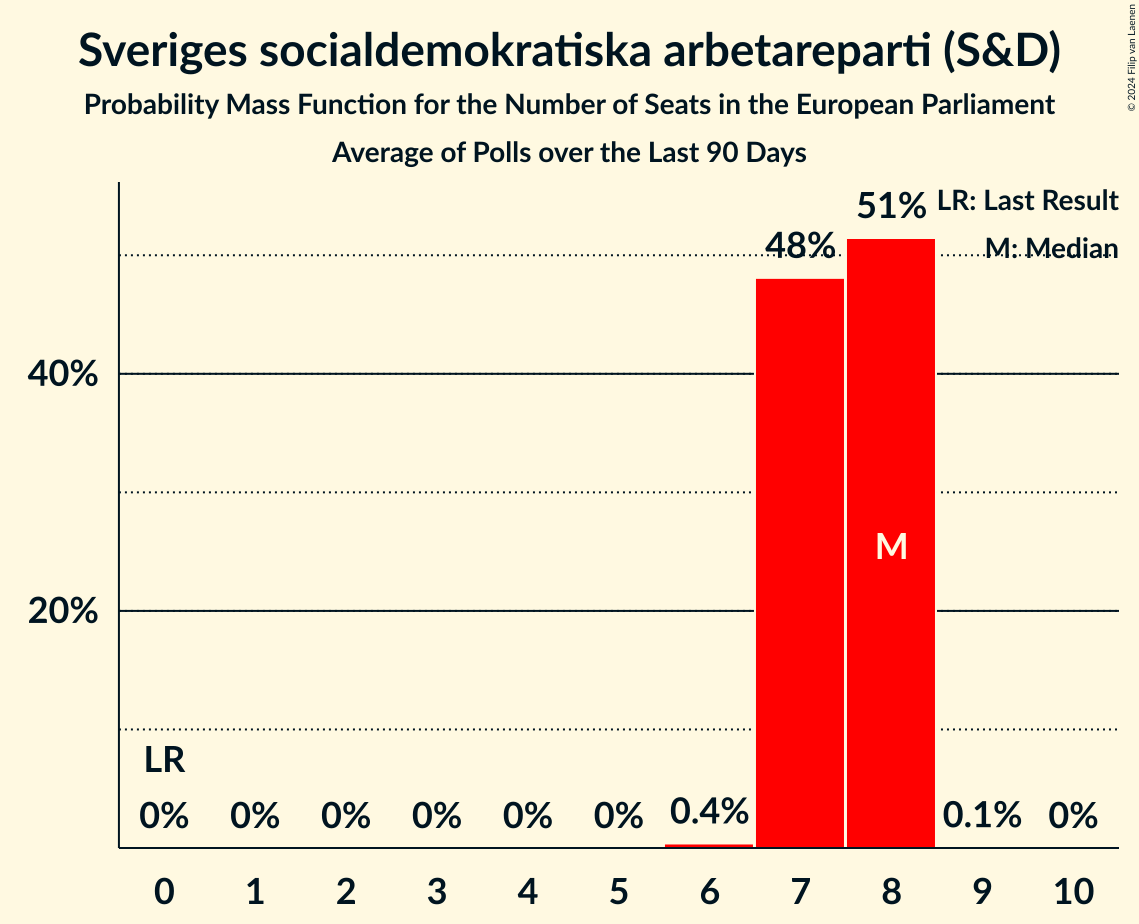 Sveriges socialdemokratiska arbetareparti (S&D)
Probability Mass Function for the Number of Seats in the European Parliament
Average of Polls over the Last 90 Days
© 2024 Filip van Laenen
LR: Last Result
M: Median
51%
48%
40%
20%
M
LR
0% 0% 0% 0% 0% 0% 0.4% 0.1% 0%
0 1 2 3 4 5 6 7 8 9 10